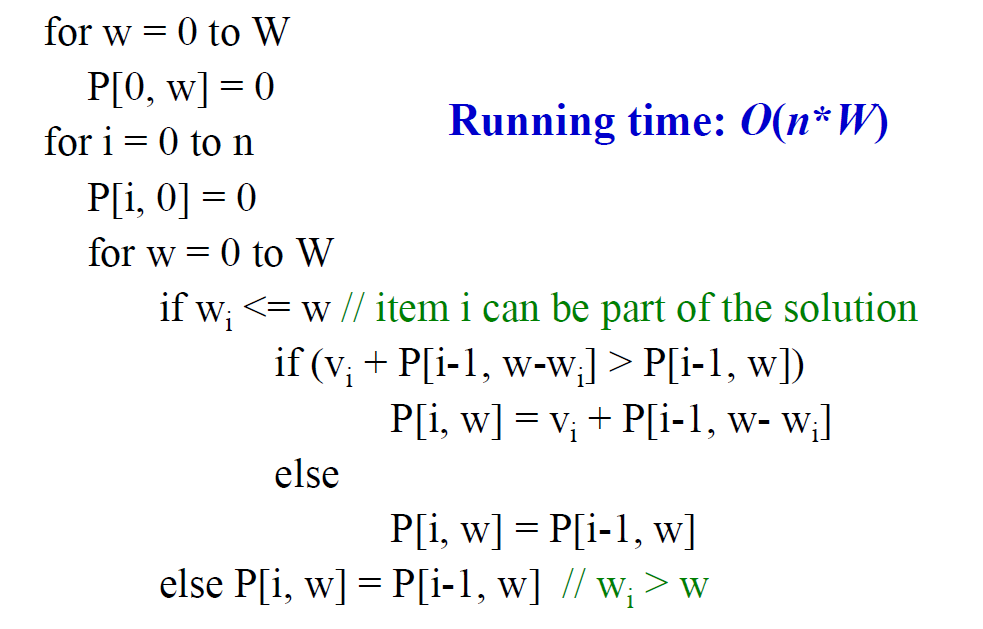 for w = 0 to W
P[0, w] = 0
Running time: O(n*W)
for i = 0 to n
P[i, 0] = 0
for w = 0 to W
if wi <= w // item i can be part of the solution
if (vi + P[i-1, w-wi] > P[i-1, w])
P[i, w] = vi + P[i-1, w- wi]
else
P[i, w] = P[i-1, w]
else P[i, w] = P[i-1, w] // wi > w